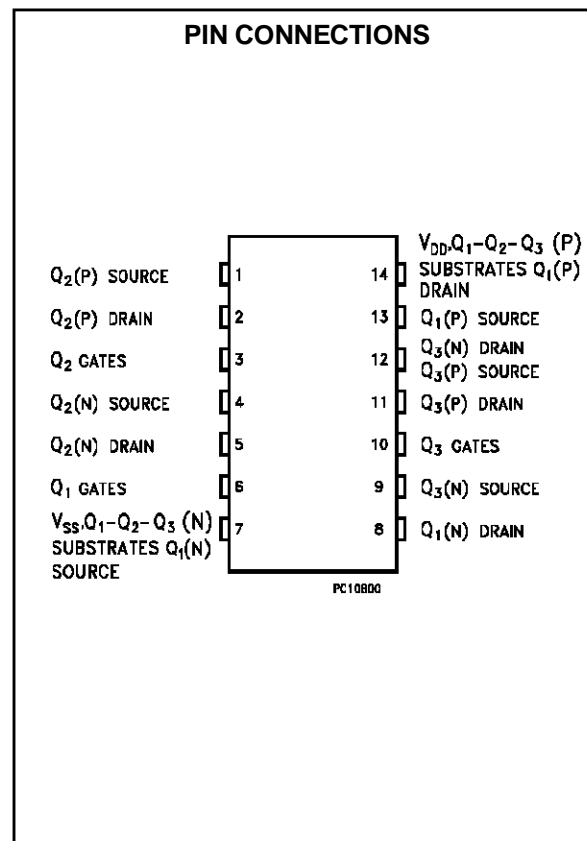 PIN CONNECTIONS
Q2(P) SOURCE
Q2(P) DRAIN
Q2 GATES
Q2(N) SOURCE
Q2(N) DRAIN
Q1 GATES
VSS,Q1-Q2-Q3 (N)
SUBSTRATES Q1(N)
SOURCE
1
2
3
4
5
6
7
14
13
12
11
10
9
8
VDD,Q1-Q2-Q3 (P)
SUBSTRATES Q1(P)
DRAIN
Q1(P) SOURCE
Q3(N) DRAIN
Q3(P) SOURCE
Q3(P) DRAIN
Q3 GATES
Q3(N) SOURCE
Q1(N) DRAIN
PC10800